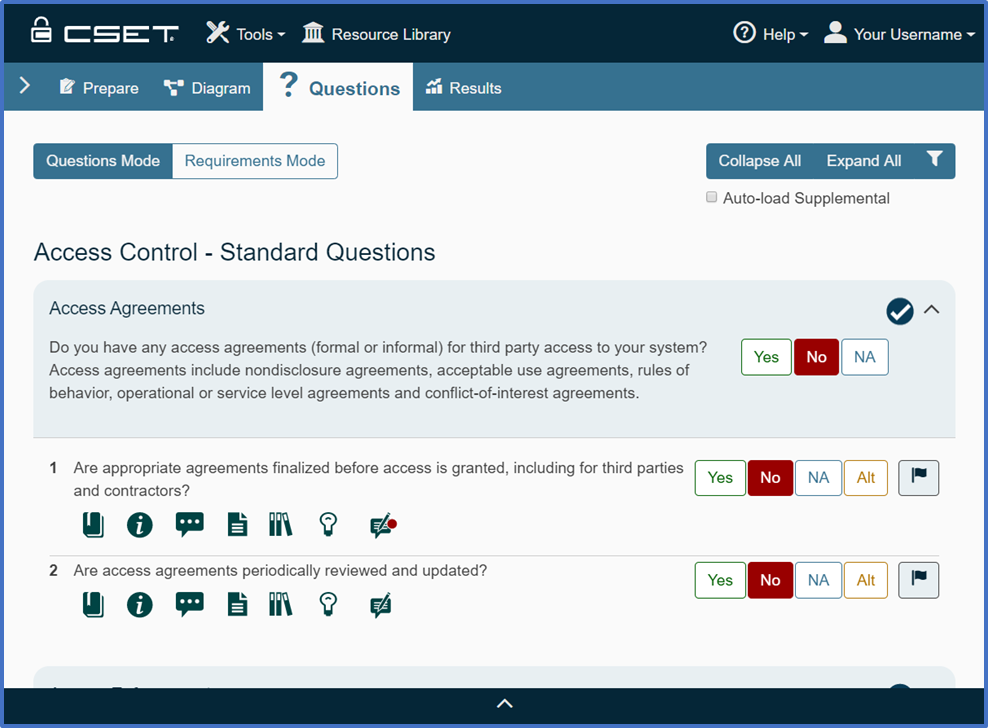 CSET
Tools
Resource Library
Help
Your Username
Prepare
Diagram
? Questions
Results
Questions Mode
Requirements Mode
Collapse All
Expand All
Auto-load Supplemental
Access Control - Standard Questions
Access Agreements
Do you have any access agreements (formal or informal) for third party access to your system?
Access agreements include nondisclosure agreements, acceptable use agreements, rules of
behavior, operational or service level agreements and conflict-of-interest agreements.
Yes No NA
1 Are appropriate agreements finalized before access is granted, including for third parties
and contractors?
Yes No NA Alt
2 Are access agreements periodically reviewed and updated?
Yes No NA Alt